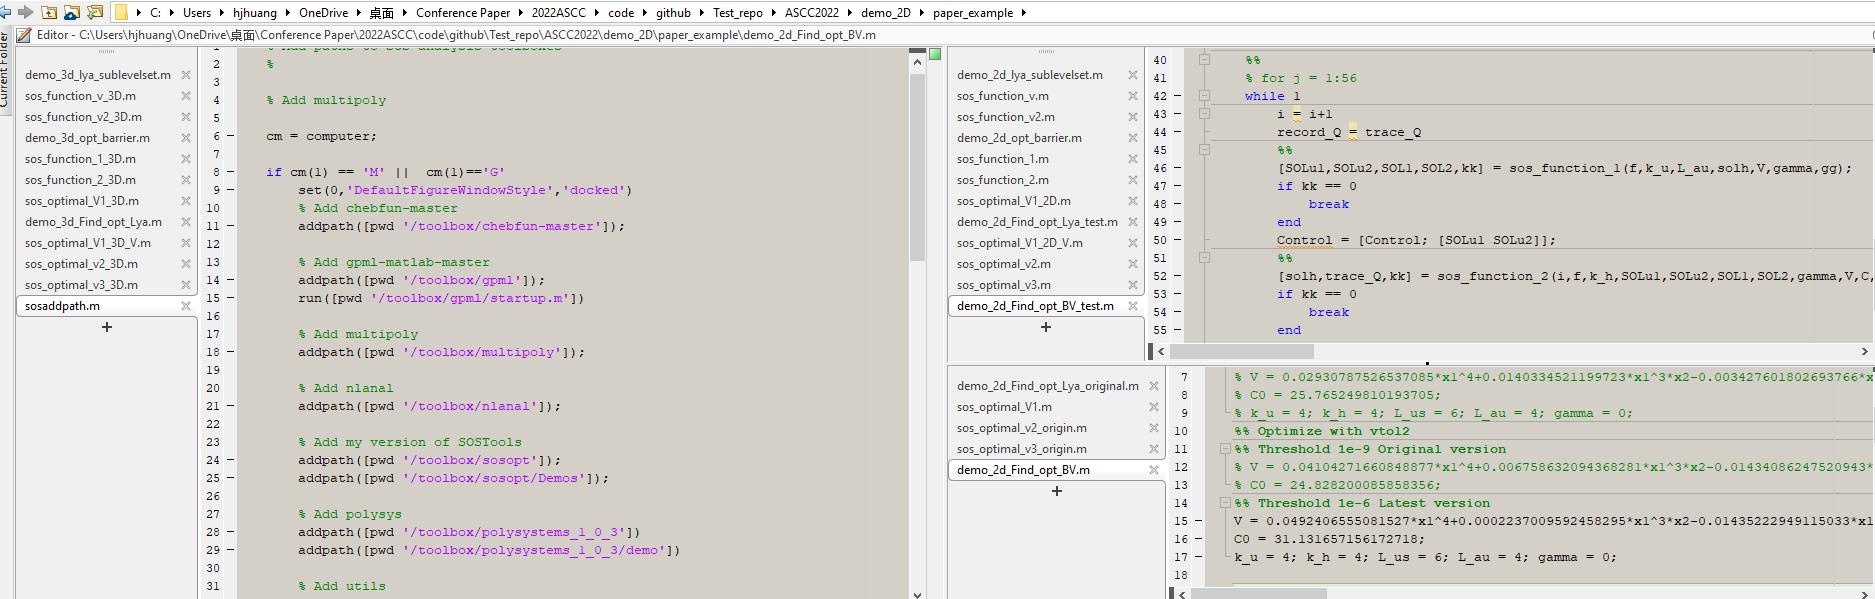 C: Users hjhuang OneDrive 桌面 Conference Paper 2022ASCC code github Test_repo ASCC2022 demo_2D paper_example
Editor - C:\Users\hjhuang\OneDrive\桌面\Conference Paper\2022ASCC\code\github\Test_repo\ASCC2022\demo_2D\paper_example\demo_2d_Find_opt_BV.m
Current Folder
demo_3d_lya_sublevelset.m
sos_function_v_3D.m
sos_function_v2_3D.m
demo_3d_opt_barrier.m
sos_function_1_3D.m
sos_function_2_3D.m
sos_optimal_V1_3D.m
demo_3d_Find_opt_Lya.m
sos_optimal_V1_3D_V.m
sos_optimal_v2_3D.m
sos_optimal_v3_3D.m
sosaddpath.m
2 %
3
4 % Add multipoly
5
6 – cm = computer;
7
8 – if cm(1) == 'M' || cm(1)=='G'
9 – set(0,'DefaultFigureWindowStyle','docked')
10 % Add chebfun-master
11 – addpath([pwd '/toolbox/chebfun-master']);
12
13 % Add gpml-matlab-master
14 – addpath([pwd '/toolbox/gpml']);
15 – run([pwd '/toolbox/gpml/startup.m'])
16
17 % Add multipoly
18 – addpath([pwd '/toolbox/multipoly']);
19
20 % Add nlanal
21 – addpath([pwd '/toolbox/nlanal']);
22
23 % Add my version of SOSTools
24 – addpath([pwd '/toolbox/sosopt']);
25 – addpath([pwd '/toolbox/sosopt/Demos']);
26
27 % Add polysys
28 – addpath([pwd '/toolbox/polysystems_1_0_3'])
29 – addpath([pwd '/toolbox/polysystems_1_0_3/demo'])
30
31 % Add utils
demo_2d_lya_sublevelset.m
sos_function_v.m
sos_function_v2.m
demo_2d_opt_barrier.m
sos_function_1.m
sos_function_2.m
sos_optimal_V1_2D.m
demo_2d_Find_opt_Lya_test.m
sos_optimal_V1_2D_V.m
sos_optimal_v2.m
sos_optimal_v3.m
demo_2d_Find_opt_BV_test.m
40 %%
41 % for j = 1:56
42 – while 1
43 – i = i+1
44 – record_Q = trace_Q
45 %%
46 – [SOLu1,SOLu2,SOL1,SOL2,kk] = sos_function_1(f,k_u,L_au,solh,V,gamma,gg);
47 – if kk == 0
48 – break
49 – end
50 – Control = [Control; [SOLu1 SOLu2]];
51 %%
52 – [solh,trace_Q,kk] = sos_function_2(i,f,k_h,SOLu1,SOLu2,SOL1,SOL2,gamma,V,C,
53 – if kk == 0
54 – break
55 – end
demo_2d_Find_opt_Lya_original.m
sos_optimal_V1.m
sos_optimal_v2_origin.m
sos_optimal_v3_origin.m
demo_2d_Find_opt_BV.m
7 % V = 0.02930787526537085*x1^4+0.0140334521199723*x1^3*x2-0.003427601802693766*x
8 % C0 = 25.765249810193705;
9 % k_u = 4; k_h = 4; L_us = 6; L_au = 4; gamma = 0;
10 %% Optimize with vtol2
11 %% Threshold 1e-9 Original version
12 % V = 0.04104271660848877*x1^4+0.006758632094368281*x1^3*x2-0.01434086247520943*
13 % C0 = 24.828200085858356;
14 %% Threshold 1e-6 Latest version
15 – V = 0.0492406555081527*x1^4+0.0002237009592458295*x1^3*x2-0.01435222949115033*x1
16 – C0 = 31.131657156172718;
17 – k_u = 4; k_h = 4; L_us = 6; L_au = 4; gamma = 0;
18